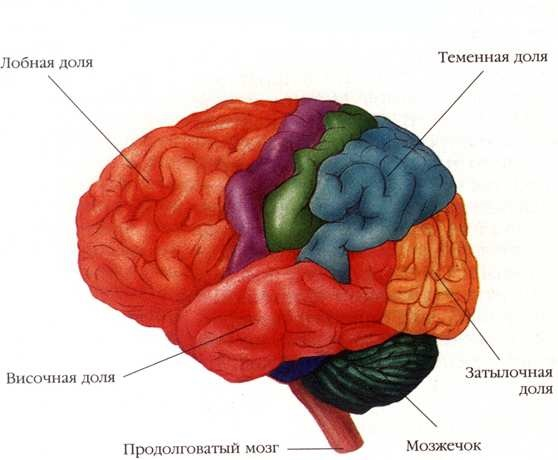 Лобная доля
Теменная доля
Височная доля
Затылочная
доля
Продолговатый мозг
Мозжечок